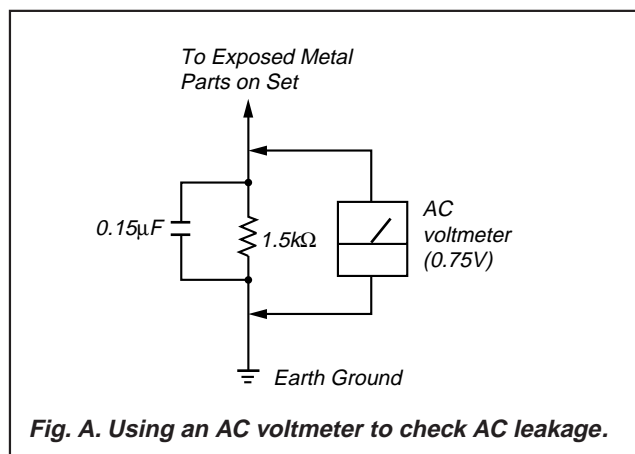 To Exposed Metal
Parts on Set
0.15µF
1.5kΩ
AC
voltmeter
(0.75V)
Earth Ground
Fig. A. Using an AC voltmeter to check AC leakage.